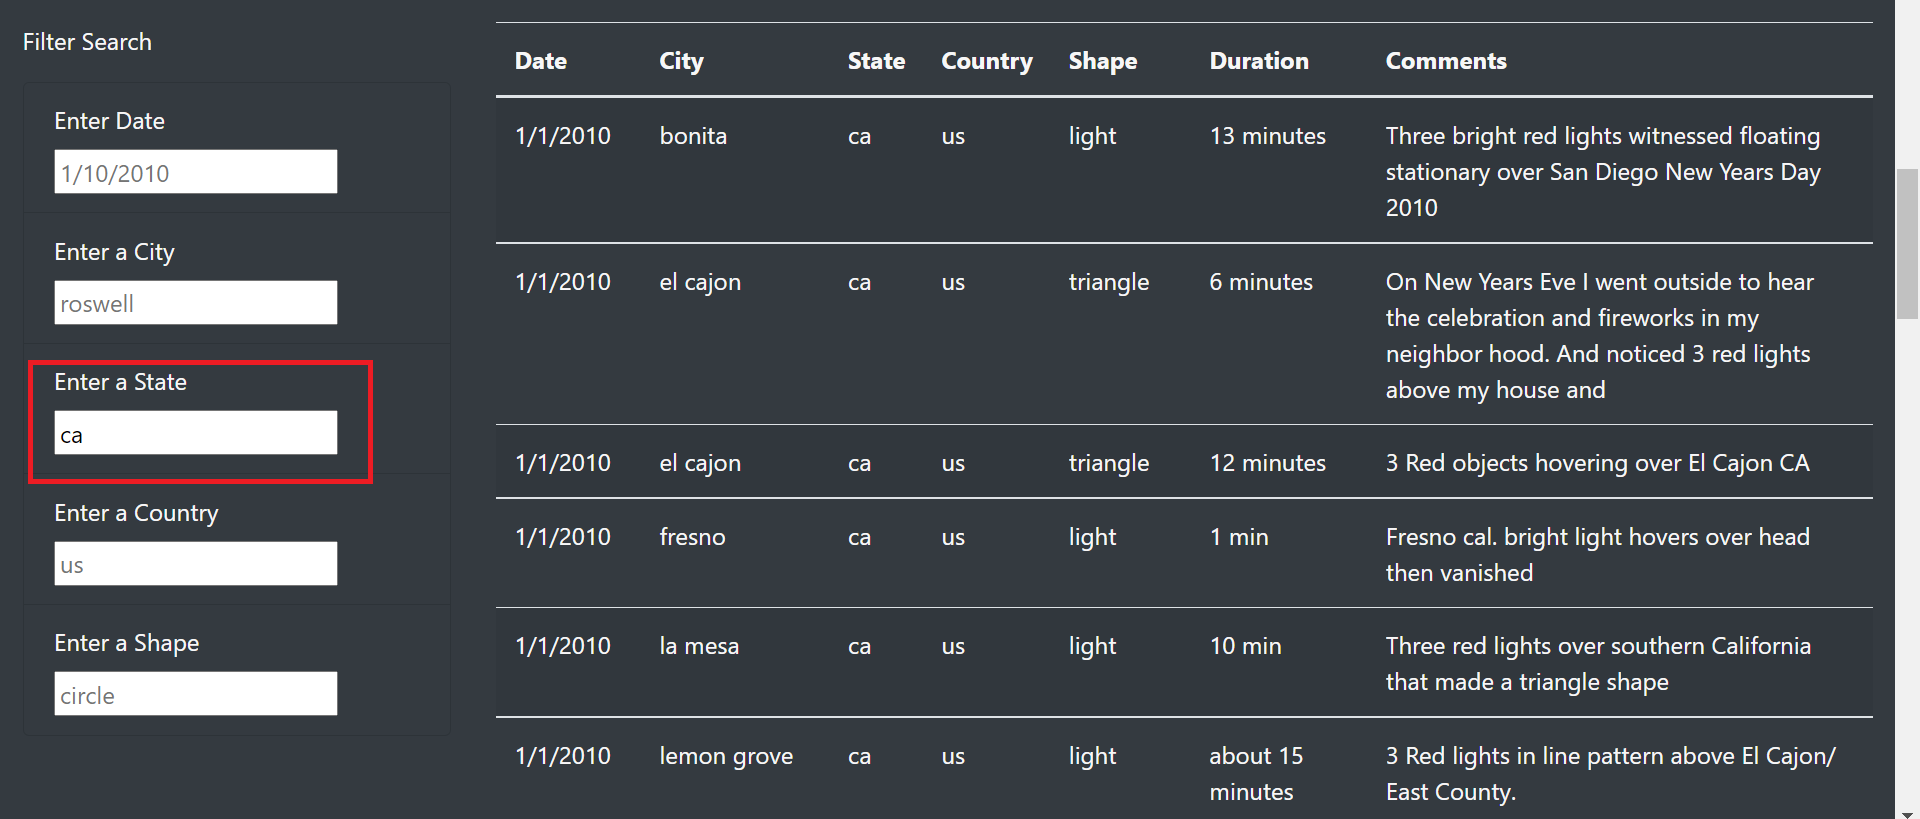 Filter Search
Enter Date
1/10/2010
Enter a City
roswell
Enter a State
ca
Enter a Country
us
Enter a Shape
circle
Date City State Country Shape Duration Comments
1/1/2010 bonita ca us light 13 minutes Three bright red lights witnessed floating
stationary over San Diego New Years Day
2010
1/1/2010 el cajon ca us triangle 6 minutes On New Years Eve I went outside to hear
the celebration and fireworks in my
neighbor hood. And noticed 3 red lights
above my house and
1/1/2010 el cajon ca us triangle 12 minutes 3 Red objects hovering over El Cajon CA
1/1/2010 fresno ca us light 1 min Fresno cal. bright light hovers over head
then vanished
1/1/2010 la mesa ca us light 10 min Three red lights over southern California
that made a triangle shape
1/1/2010 lemon grove ca us light about 15 3 Red lights in line pattern above El Cajon/
minutes East County.